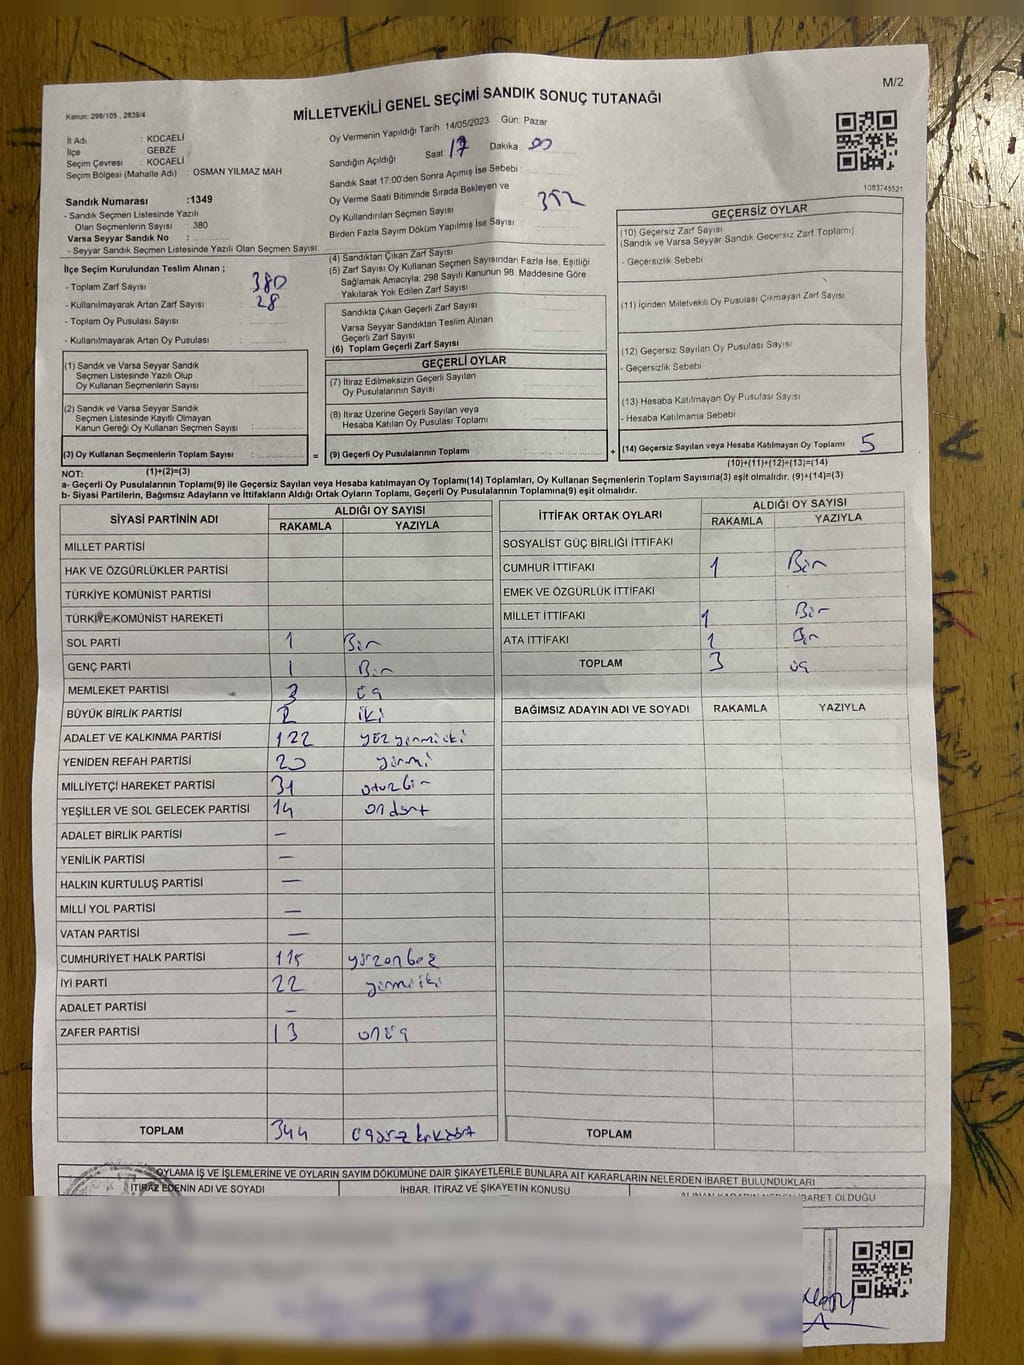 M/2
Kanun: 298/105 , 2839/4
MİLLETVEKİLİ GENEL SEÇİMİ SANDIK SONUÇ TUTANAĞI
İl Adı : KOCAELİ
İlçe : GEBZE
Seçim Çevresi : KOCAELİ
Seçim Bölgesi (Mahalle Adı) : OSMAN YILMAZ MAH
Sandık Numarası :1349
- Sandık Seçmen Listesinde Yazılı
Olan Seçmenlerin Sayısı : 380
Varsa Seyyar Sandık No :
- Seyyar Sandık Seçmen Listesinde Yazılı Olan Seçmen Sayısı:
Oy Vermenin Yapıldığı Tarih : 14/05/2023 Gün: Pazar
Sandığın Açıldığı Saat 17 Dakika 00
Sandık Saat 17:00'den Sonra Açımış İse Sebebi :
Oy Verme Saati Bitiminde Sırada Bekleyen ve
Oy Kullandırılan Seçmen Sayısı 352
Birden Fazla Sayım Döküm Yapılmış İse Sayısı :
1083745521
İlçe Seçim Kurulundan Teslim Alınan ;
- Toplam Zarf Sayısı : 380
- Kullanılmayarak Artan Zarf Sayısı : 28
- Toplam Oy Pusulası Sayısı :
- Kullanılmayarak Artan Oy Pusulası :
(1) Sandık ve Varsa Seyyar Sandık
Seçmen Listesinde Yazılı Olup
Oy Kullanan Seçmenlerin Sayısı :
(2) Sandık ve Varsa Seyyar Sandık
Seçmen Listesinde Kayıtlı Olmayan
Kanun Gereği Oy Kullanan Seçmen Sayısı :
(3) Oy Kullanan Seçmenlerin Toplam Sayısı : =
(4) Sandıktan Çıkan Zarf Sayısı
(5) Zarf Sayısı Oy Kullanan Seçmen Sayısından Fazla İse, Eşitliği
Sağlamak Amacıyla; 298 Sayılı Kanunun 98. Maddesine Göre
Yakılarak Yok Edilen Zarf Sayısı
Sandıkta Çıkan Geçerli Zarf Sayısı
Varsa Seyyar Sandıktan Teslim Alınan
Geçerli Zarf Sayısı
(6) Toplam Geçerli Zarf Sayısı
GEÇERLİ OYLAR
(7) İtiraz Edilmeksizin Geçerli Sayılan
Oy Pusulalarının Sayısı
(8) İtiraz Üzerine Geçerli Sayılan veya
Hesaba Katılan Oy Pusulası Toplamı
(9) Geçerli Oy Pusulalarının Toplamı +
GEÇERSİZ OYLAR
(10) Geçersiz Zarf Sayısı
(Sandık ve Varsa Seyyar Sandık Geçersiz Zarf Toplamı)
- Geçersizlik Sebebi
(11) İçinden Milletvekili Oy Pusulası Çıkmayan Zarf Sayısı
(12) Geçersiz Sayılan Oy Pusulası Sayısı
- Geçersizlik Sebebi
(13) Hesaba Katılmayan Oy Pusulası Sayısı
- Hesaba Katılmama Sebebi
(14) Geçersiz Sayılan veya Hesaba Katılmayan Oy Toplamı 5
NOT: (1)+(2)=(3) (10)+(11)+(12)+(13)=(14)
a- Geçerli Oy Pusulalarının Toplamı(9) ile Geçersiz Sayılan veya Hesaba katılmayan Oy Toplamı(14) Toplamları, Oy Kullanan Seçmenlerin Toplam Sayısına(3) eşit olmalıdır. (9)+(14)=(3)
b- Siyasi Partilerin, Bağımsız Adayların ve İttifakların Aldığı Ortak Oyların Toplamı, Geçerli Oy Pusulalarının Toplamına(9) eşit olmalıdır.
SİYASİ PARTİNİN ADI ALDIĞI OY SAYISI
RAKAMLA YAZIYLA
MİLLET PARTİSİ
HAK VE ÖZGÜRLÜKLER PARTİSİ
TÜRKİYE KOMÜNİST PARTİSİ
TÜRKİYE KOMÜNİST HAREKETİ
SOL PARTİ 1 Bir
GENÇ PARTİ 1 Bir
MEMLEKET PARTİSİ 3 üç
BÜYÜK BİRLİK PARTİSİ 2 iki
ADALET VE KALKINMA PARTİSİ 122 yüzyirmiiki
YENİDEN REFAH PARTİSİ 20 yirmi
MİLLİYETÇİ HAREKET PARTİSİ 31 otuzbir
YEŞİLLER VE SOL GELECEK PARTİSİ 14 ondört
ADALET BİRLİK PARTİSİ —
YENİLİK PARTİSİ —
HALKIN KURTULUŞ PARTİSİ —
MİLLİ YOL PARTİSİ —
VATAN PARTİSİ —
CUMHURİYET HALK PARTİSİ 115 yüzonbeş
İYİ PARTİ 22 yirmiiki
ADALET PARTİSİ —
ZAFER PARTİSİ 13 onüç
TOPLAM 344 üçyüzkırkdört
İTTİFAK ORTAK OYLARI ALDIĞI OY SAYISI
RAKAMLA YAZIYLA
SOSYALİST GÜÇ BİRLİĞİ İTTİFAKI
CUMHUR İTTİFAKI 1 Bir
EMEK VE ÖZGÜRLÜK İTTİFAKI
MİLLET İTTİFAKI 1 Bir
ATA İTTİFAKI 1 Bir
TOPLAM 3 üç
BAĞIMSIZ ADAYIN ADI VE SOYADI RAKAMLA YAZIYLA
TOPLAM
OYLAMA İŞ VE İŞLEMLERİNE VE OYLARIN SAYIM DÖKÜMÜNE DAİR ŞİKAYETLERLE BUNLARA AİT KARARLARIN NELERDEN İBARET BULUNDUKLARI
İTİRAZ EDENİN ADI VE SOYADI İHBAR, İTİRAZ VE ŞİKAYETİN KONUSU ALINAN KARARIN NEDEN İBARET OLDUĞU